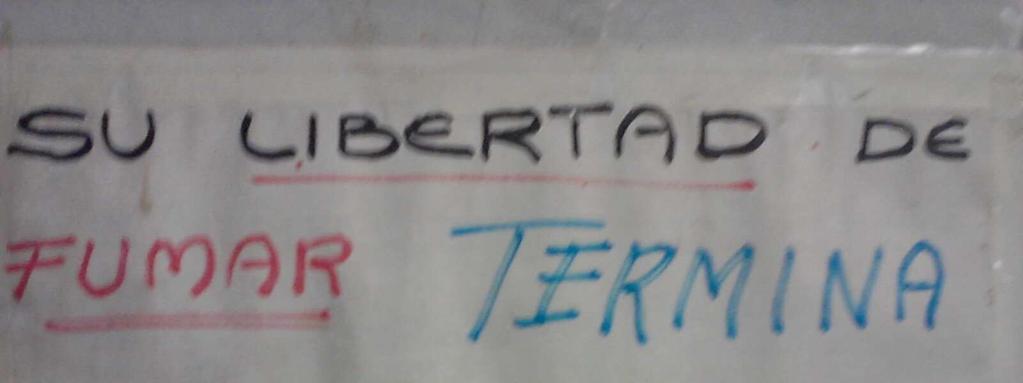 SU LIBERTAD DE
FUMAR TERMINA